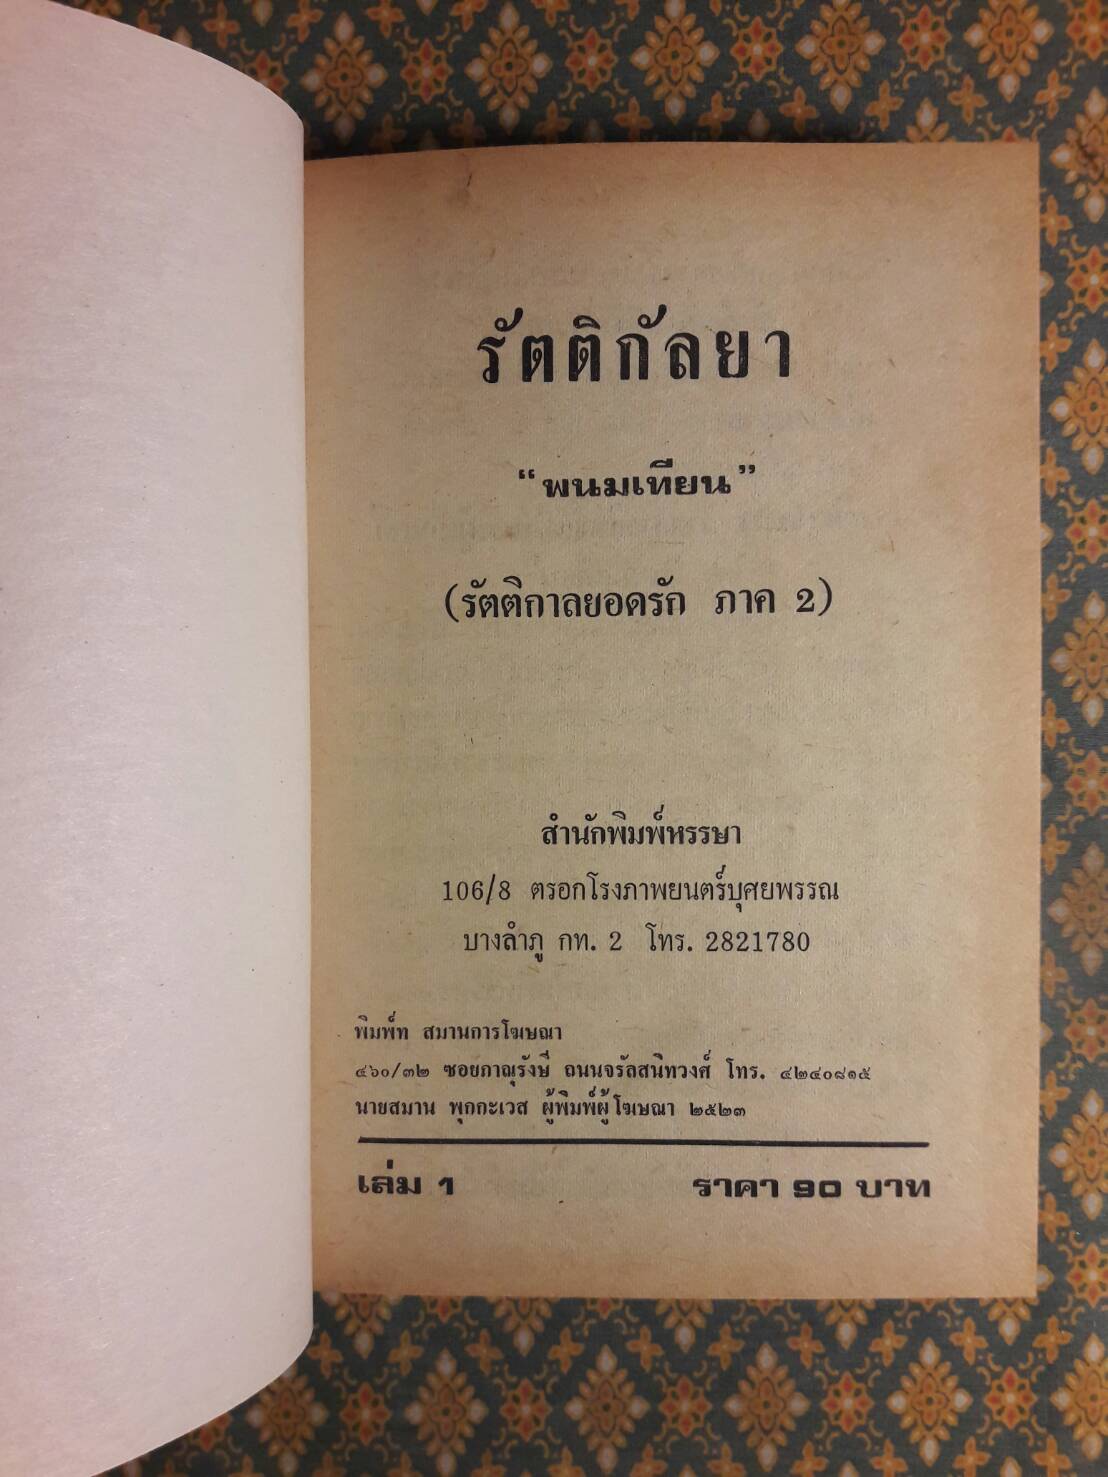 รัตติกัลยา
“พนมเทียน”
(รัตติกาลยอดรัก ภาค 2)
สำนักพิมพ์หรรษา
106/8 ตรอกโรงภาพยนตร์บุศยพรรณ
บางลำภู กท. 2 โทร. 2821780
พิมพ์ท สมานการโฆษณา
๔๖๐/๓๒ ซอยภาณุรังษี ถนนจรัลสนิทวงศ์ โทร. ๔๒๔๐๘๑๕
นายสมาน พุกกะเวส ผู้พิมพ์ผู้โฆษณา ๒๕๒๓
เล่ม 1 ราคา 90 บาท